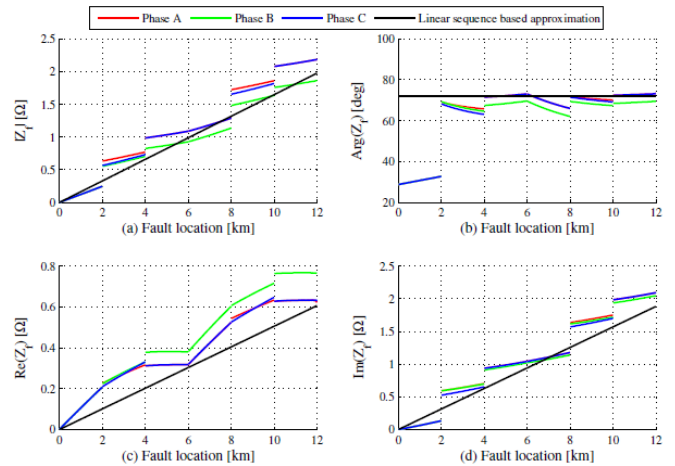 Phase A Phase B Phase C Linear sequence based approximation
|Z_f| [Ω]
2.5
2
1.5
1
0.5
0
0 2 4 6 8 10 12
(a) Fault location [km]
Arg(Z_f) [deg]
100
80
60
40
20
0 2 4 6 8 10 12
(b) Fault location [km]
Re(Z_f) [Ω]
0.8
0.6
0.4
0.2
0
0 2 4 6 8 10 12
(c) Fault location [km]
Im(Z_f) [Ω]
2.5
2
1.5
1
0.5
0
0 2 4 6 8 10 12
(d) Fault location [km]